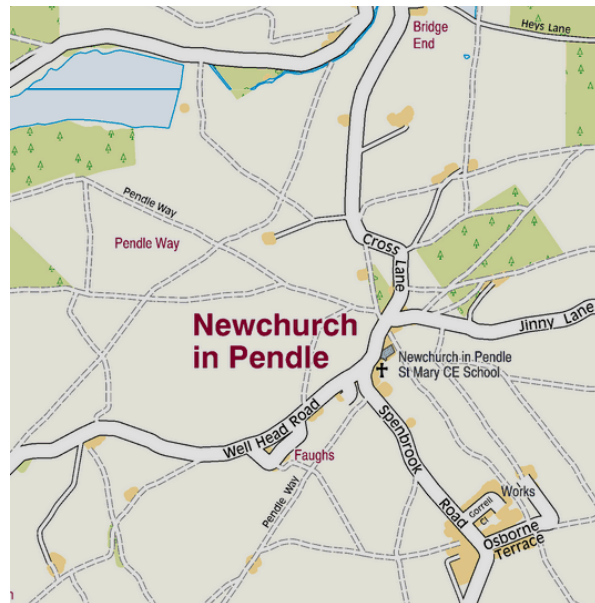 Bridge
End
Heys Lane
Pendle Way
Pendle Way
Cross Lane
Newchurch
in Pendle
Jinny Lane
Newchurch in Pendle
St Mary CE School
Well Head Road
Faughs
Spenbrook Road
Pendle Way
Works
Gorrell
Cl
Osborne
Terrace